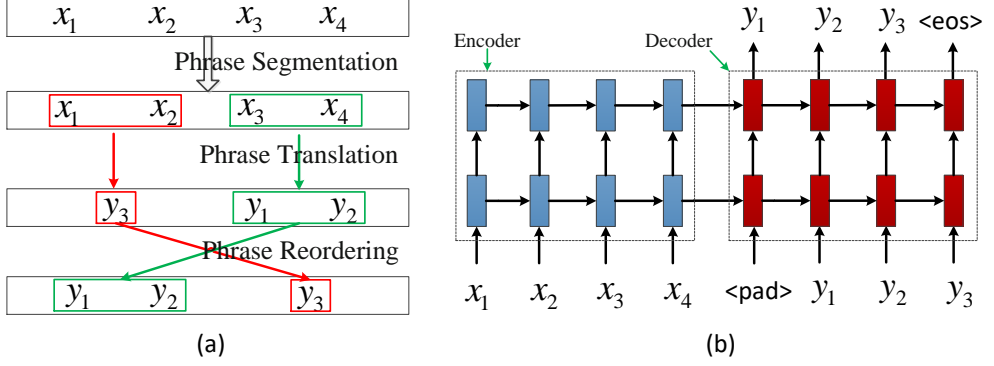 x₁ x₂ x₃ x₄
Phrase Segmentation
x₁ x₂ x₃ x₄
Phrase Translation
y₃ y₁ y₂
Phrase Reordering
y₁ y₂ y₃
(a)
y₁ y₂ y₃ <eos>
Encoder Decoder
x₁ x₂ x₃ x₄ <pad> y₁ y₂ y₃
(b)